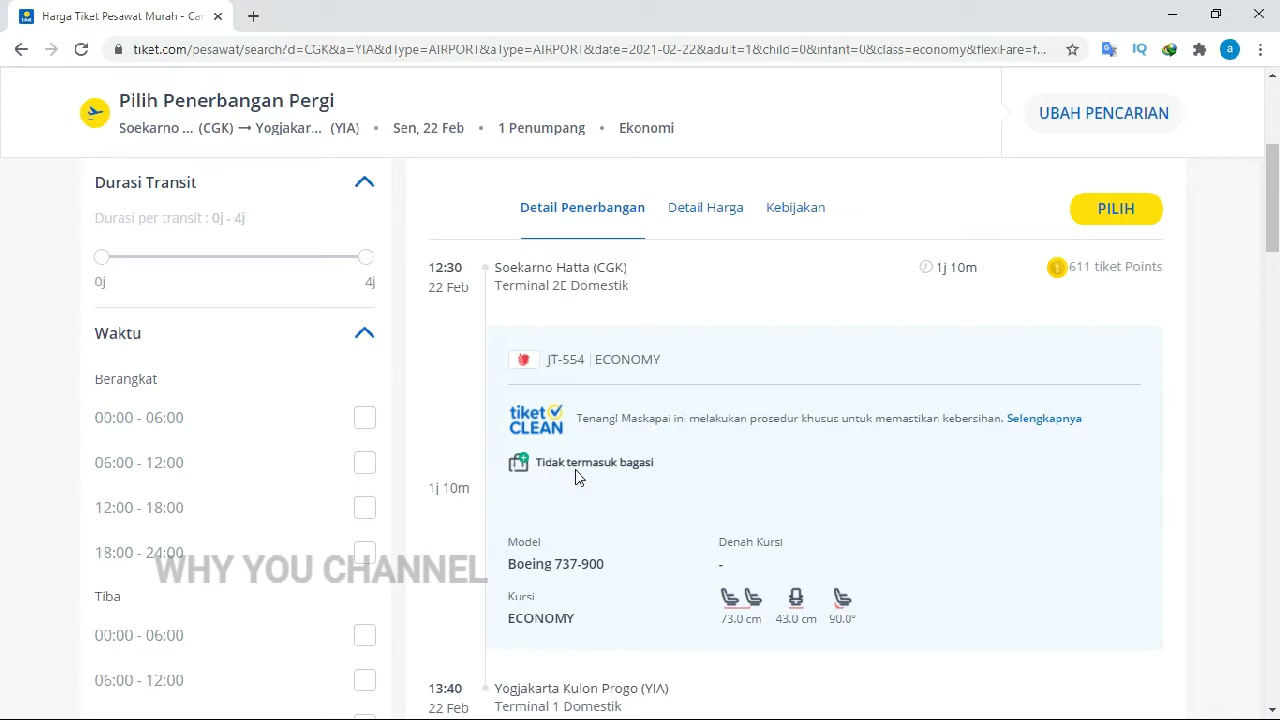 Harga Tiket Pesawat Murah - Car
tiket.com/pesawat/search?d=CGK&a=YIA&dType=AIRPORT&aType=AIRPORT&date=2021-02-22&adult=1&child=0&infant=0&class=economy&flexiFare=f...
IQ
a
Pilih Penerbangan Pergi
Soekarno ... (CGK) → Yogjakar... (YIA) • Sen, 22 Feb • 1 Penumpang • Ekonomi
UBAH PENCARIAN
Durasi Transit
Durasi per transit : 0j - 4j
0j 4j
Waktu
Berangkat
00:00 - 06:00
06:00 - 12:00
12:00 - 18:00
18:00 - 24:00
Tiba
00:00 - 06:00
06:00 - 12:00
Detail Penerbangan Detail Harga Kebijakan
PILIH
12:30 Soekarno Hatta (CGK) 1j 10m 611 tiket Points
22 Feb Terminal 2E Domestik
JT-554 | ECONOMY
tiket CLEAN
Tenang! Maskapai ini melakukan prosedur khusus untuk memastikan kebersihan. Selengkapnya
Tidak termasuk bagasi
1j 10m
Model Denah Kursi
Boeing 737-900 -
Kursi
ECONOMY 73.0 cm 43.0 cm 90.0°
13:40 Yogjakarta Kulon Progo (YIA)
22 Feb Terminal 1 Domestik
WHY YOU CHANNEL